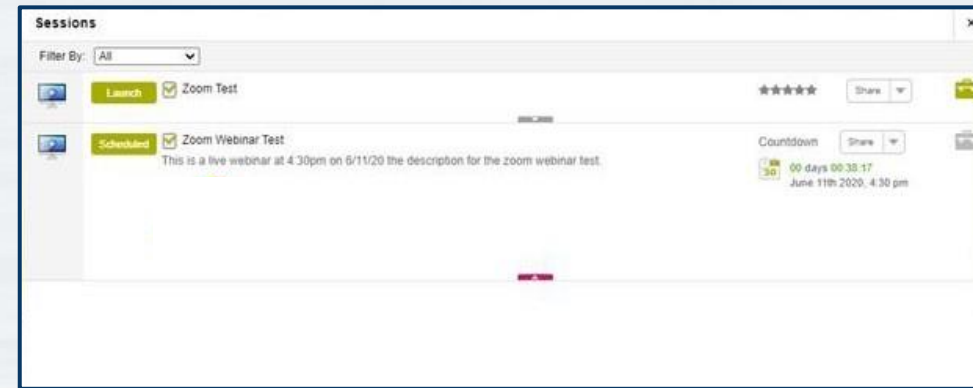 Sessions
×
Filter By: All
Launch
Zoom Test
Share
Scheduled
Zoom Webinar Test
Countdown
Share
This is a live webinar at 4:30pm on 6/11/20 the description for the zoom webinar test.
30
00 days 00:38:17
June 11th 2020, 4:30 pm